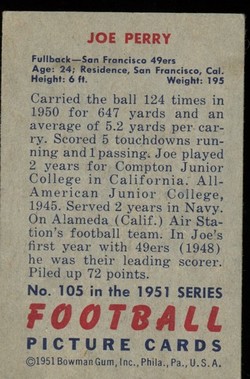 JOE PERRY
Fullback—San Francisco 49ers
Age: 24; Residence, San Francisco, Cal.
Height: 6 ft. Weight: 195
Carried the ball 124 times in
1950 for 647 yards and an
average of 5.2 yards per car-
ry. Scored 5 touchdowns run-
ning and 1 passing. Joe played
2 years for Compton Junior
College in California. All-
American Junior College,
1945. Served 2 years in Navy.
On Alameda (Calif.) Air Sta-
tion's football team. In Joe's
first year with 49ers (1948)
he was their leading scorer.
Piled up 72 points.
No. 105 in the 1951 SERIES
FOOTBALL
PICTURE CARDS
©1951 Bowman Gum, Inc., Phila., Pa., U. S. A.